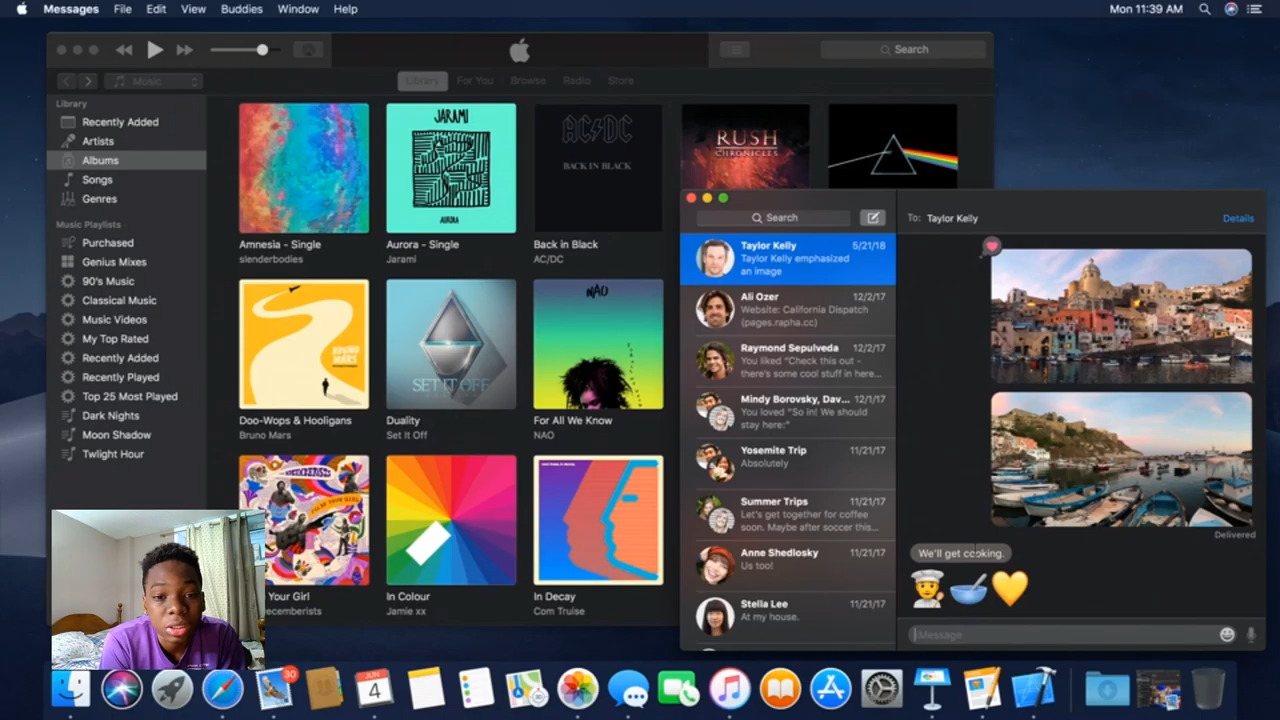 Messages File Edit View Buddies Window Help Mon 11:39 AM
Search
Music Library For You Browse Radio Store
Library
Recently Added
Artists
Albums
Songs
Genres
Music Playlists
Purchased
Genius Mixes
90's Music
Classical Music
Music Videos
My Top Rated
Recently Added
Recently Played
Top 25 Most Played
Dark Nights
Moon Shadow
Twlight Hour
JARAMI
AURORA
AC/DC
BACK IN BLACK
RUSH
CHRONICLES
Amnesia - Single
slenderbodies
Aurora - Single
Jarami
Back in Black
AC/DC
BRUNO
MARS
SET IT OFF
NAO
Doo-Wops & Hooligans
Bruno Mars
Duality
Set It Off
For All We Know
NAO
Your Girl
ecemberists
In Colour
Jamie xx
In Decay
Com Truise
Search
Taylor Kelly 5/21/18
Taylor Kelly emphasized
an image
Ali Ozer 12/2/17
Website: California Dispatch
(pages.rapha.cc)
Raymond Sepulveda 12/2/17
You liked “Check this out -
there's some cool stuff in here...
Mindy Borovsky, Dav... 12/1/17
You loved “So in! We should
stay here:”
Yosemite Trip 11/21/17
Absolutely
Summer Trips 11/21/17
Let's get together for coffee
soon. Maybe after soccer this...
Anne Shedlosky 11/21/17
Us too!
Stella Lee 11/21/17
At my house.
To: Taylor Kelly Details
Delivered
We'll get cooking.
iMessage
30
JUN
4